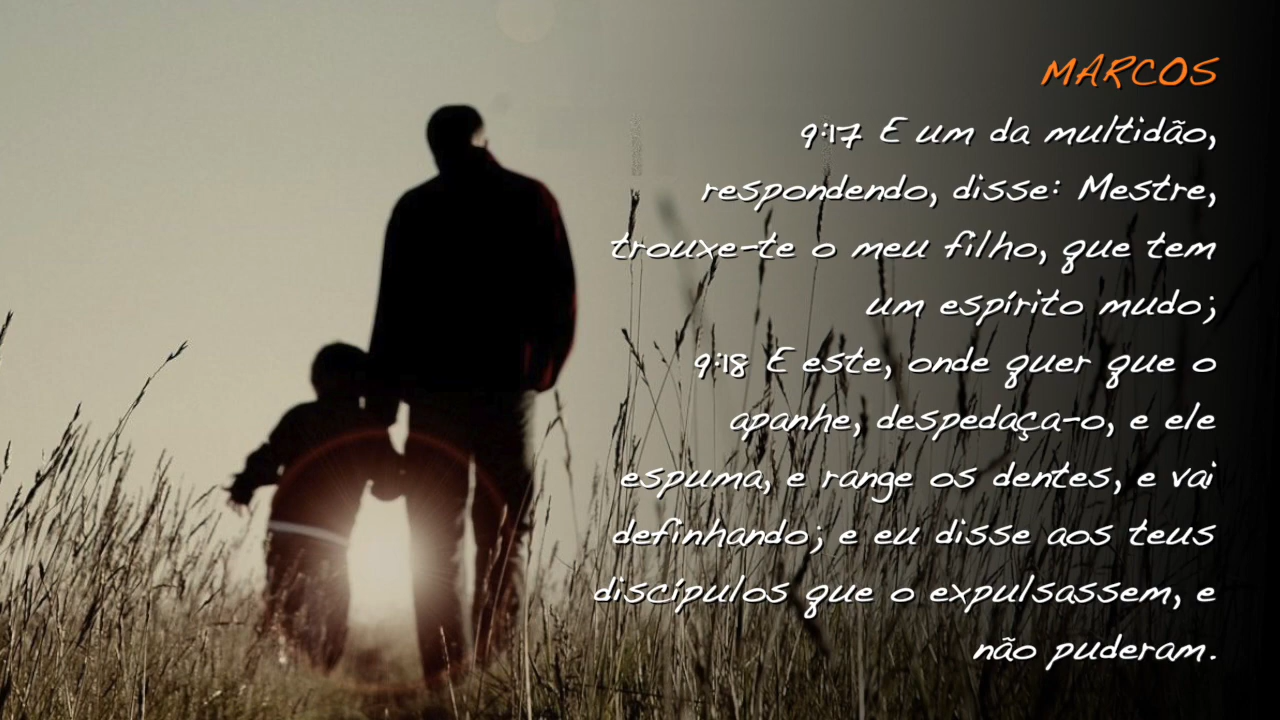 MARCOS
9:17 E um da multidão,
respondendo, disse: Mestre,
trouxe-te o meu filho, que tem
um espírito mudo;
9:18 E este, onde quer que o
apanhe, despedaça-o, e ele
espuma, e range os dentes, e vai
definhando; e eu disse aos teus
discípulos que o expulsassem, e
não puderam.